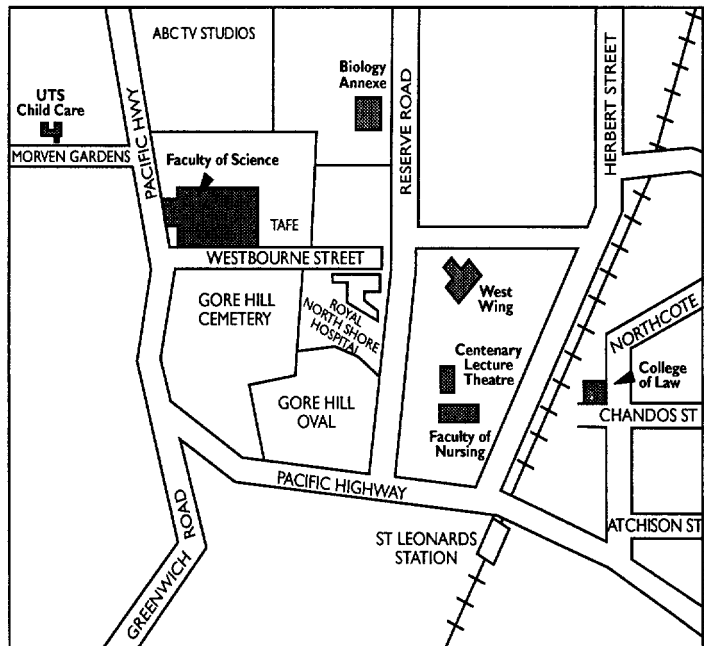 ABC TV STUDIOS
UTS
Child Care
Biology
Annexe
PACIFIC HWY
RESERVE ROAD
HERBERT STREET
MORVEN GARDENS
Faculty of Science
TAFE
WESTBOURNE STREET
GORE HILL
CEMETERY
ROYAL
NORTH SHORE
HOSPITAL
West
Wing
NORTHCOTE
Centenary
Lecture
Theatre
College
of Law
GORE HILL
OVAL
CHANDOS ST
Faculty of
Nursing
PACIFIC HIGHWAY
GREENWICH ROAD
ST LEONARDS
STATION
ATCHISON ST